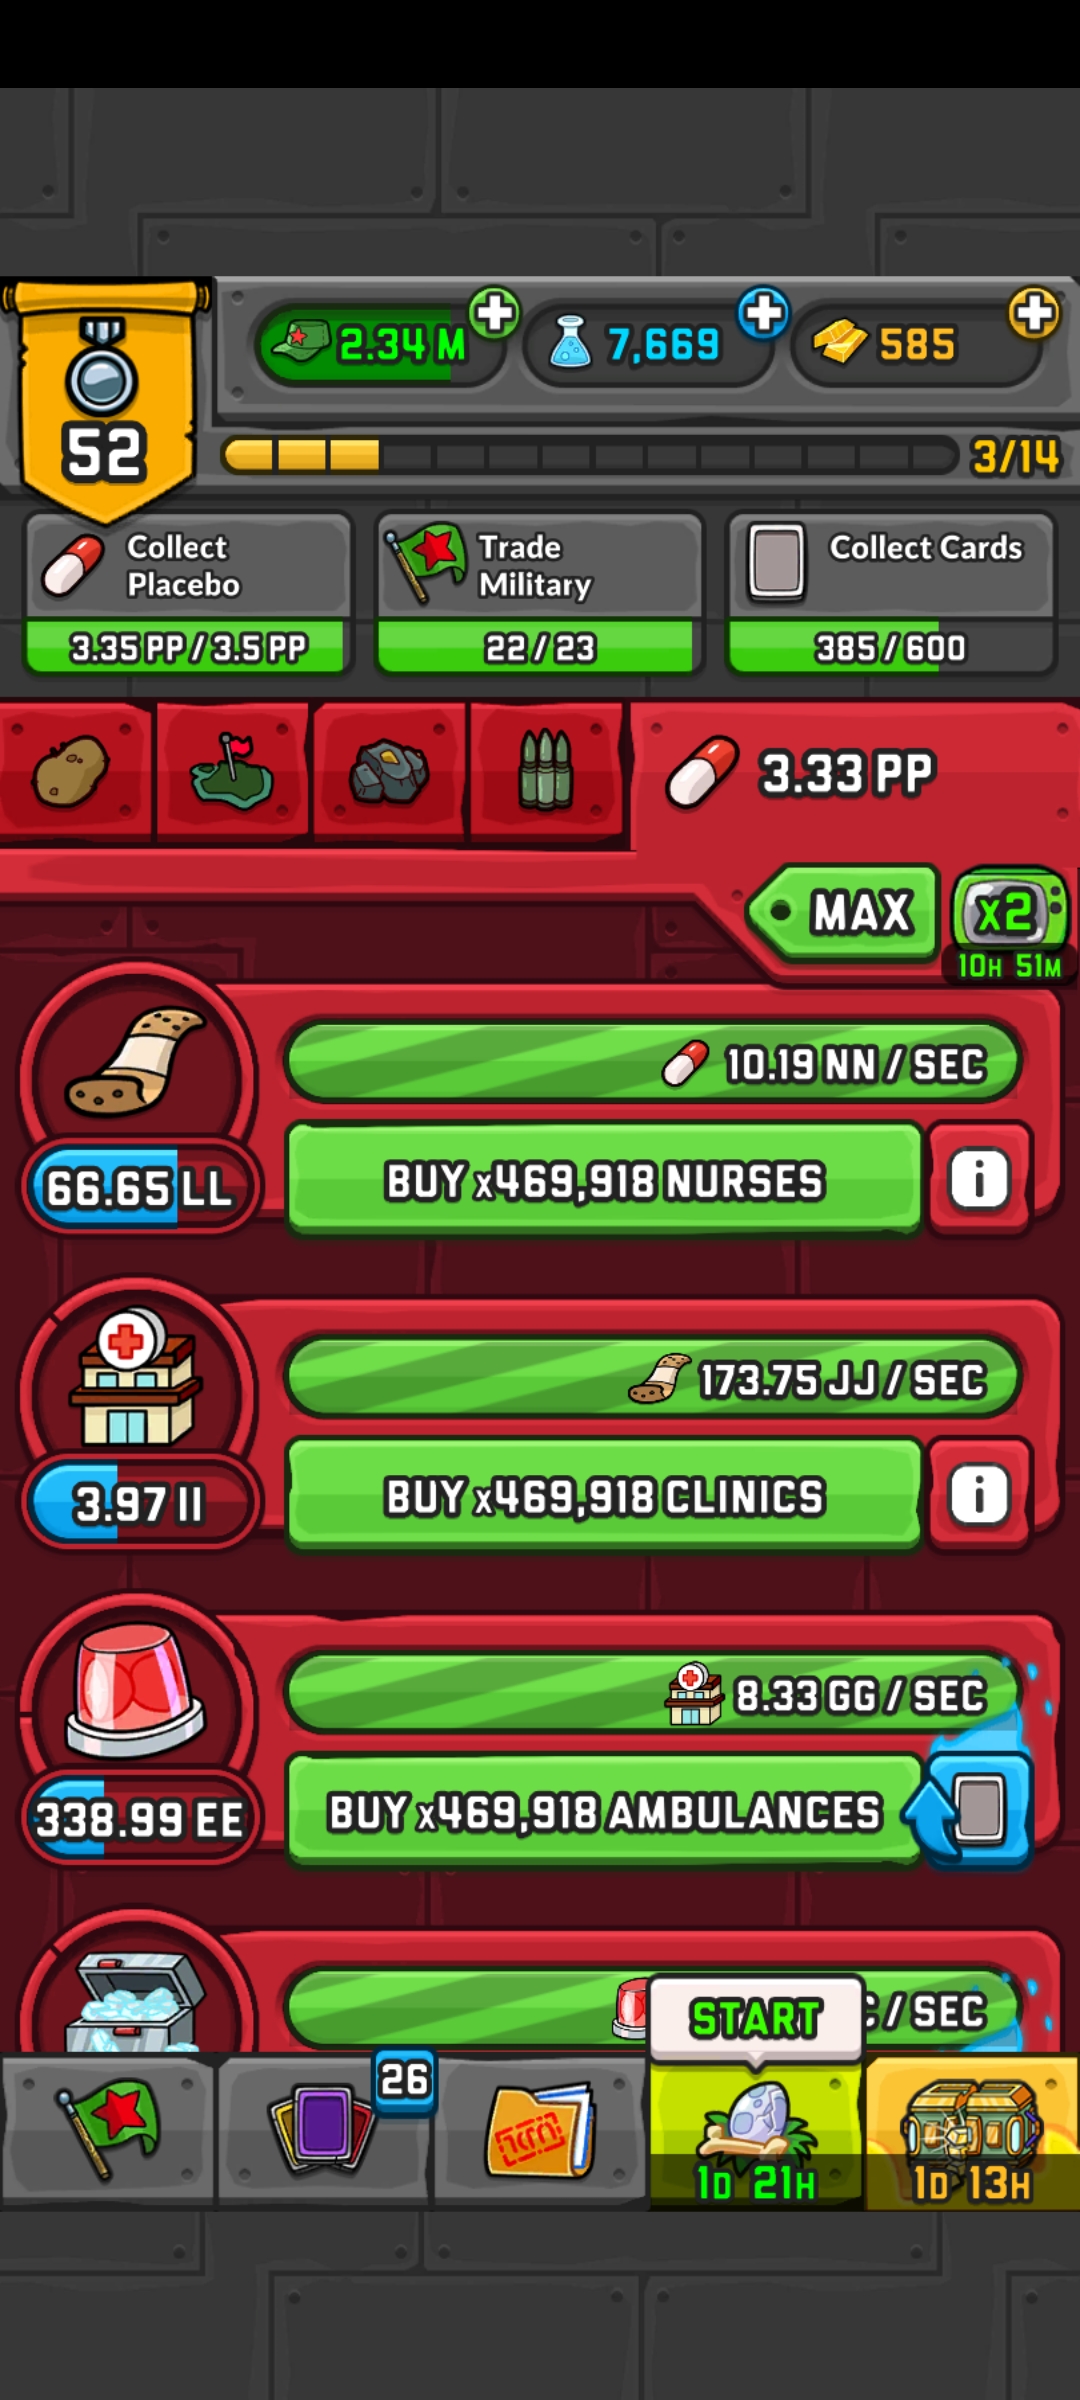 2.34 M
7,669
585
52
3/14
Collect
Placebo
Trade
Military
Collect Cards
3.35 PP / 3.5 PP
22 / 23
385 / 600
3.33 PP
MAX
x2
10H 51M
10.19 NN / SEC
66.65 LL
BUY x469,918 NURSES
i
173.75 JJ / SEC
3.97 II
BUY x469,918 CLINICS
i
8.33 GG / SEC
338.99 EE
BUY x469,918 AMBULANCES
/ SEC
START
26
1D 21H
1D 13H